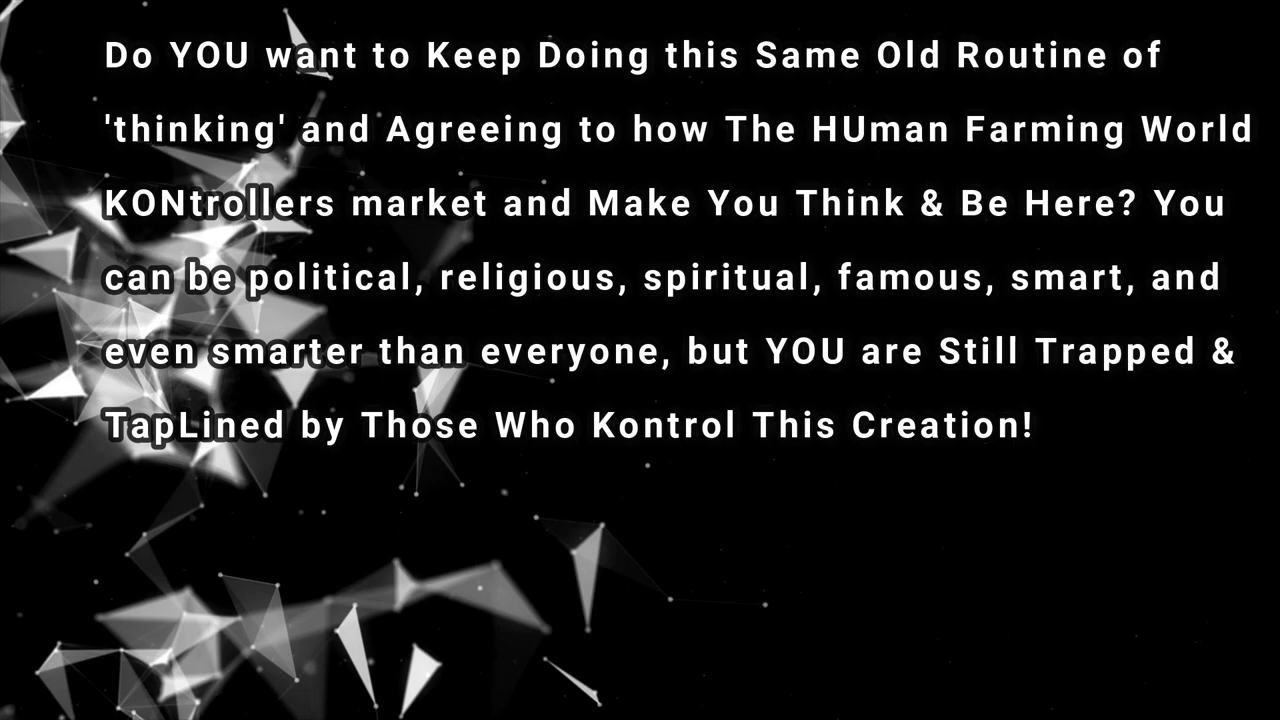 Do YOU want to Keep Doing this Same Old Routine of
'thinking' and Agreeing to how The HUman Farming World
KONtrollers market and Make You Think & Be Here? You
can be political, religious, spiritual, famous, smart, and
even smarter than everyone, but YOU are Still Trapped &
TapLined by Those Who Kontrol This Creation!